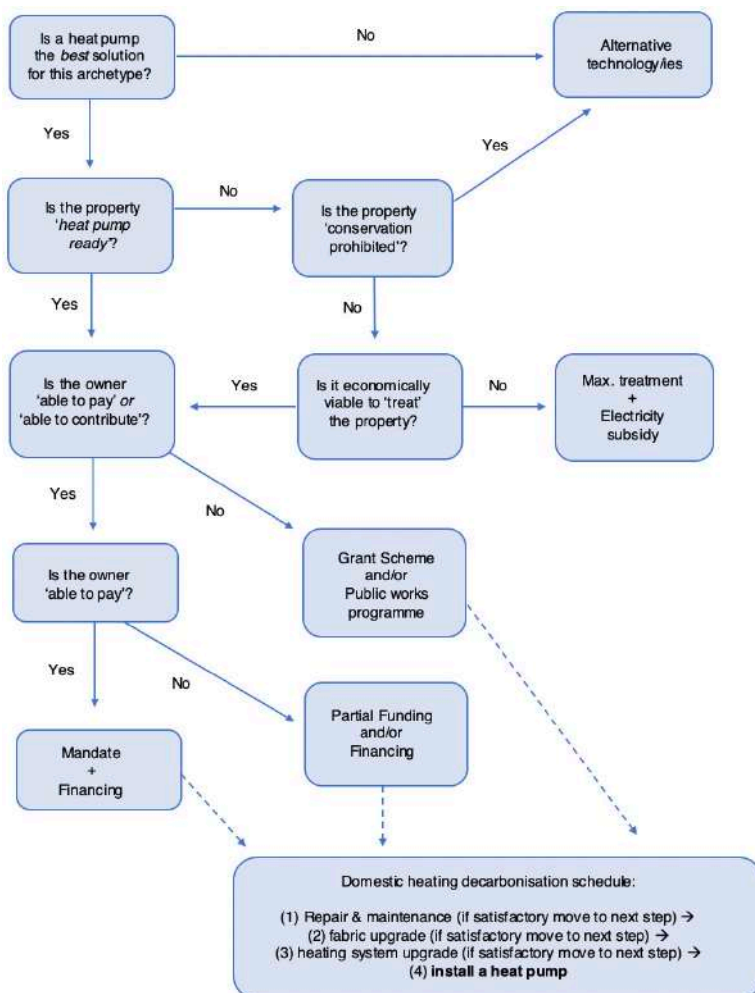 Is a heat pump
the best solution
for this archetype?
No
Alternative
technology/ies
Yes
Yes
Is the property
‘heat pump
ready’?
No
Is the property
‘conservation
prohibited’?
Yes
No
Is the owner
‘able to pay’ or
‘able to contribute’?
Yes
Is it economically
viable to ‘treat’
the property?
No
Max. treatment
+
Electricity
subsidy
Yes
No
Is the owner
‘able to pay’?
Grant Scheme
and/or
Public works
programme
Yes
No
Mandate
+
Financing
Partial Funding
and/or
Financing
Domestic heating decarbonisation schedule:
(1) Repair & maintenance (if satisfactory move to next step) →
(2) fabric upgrade (if satisfactory move to next step) →
(3) heating system upgrade (if satisfactory move to next step) →
(4) install a heat pump